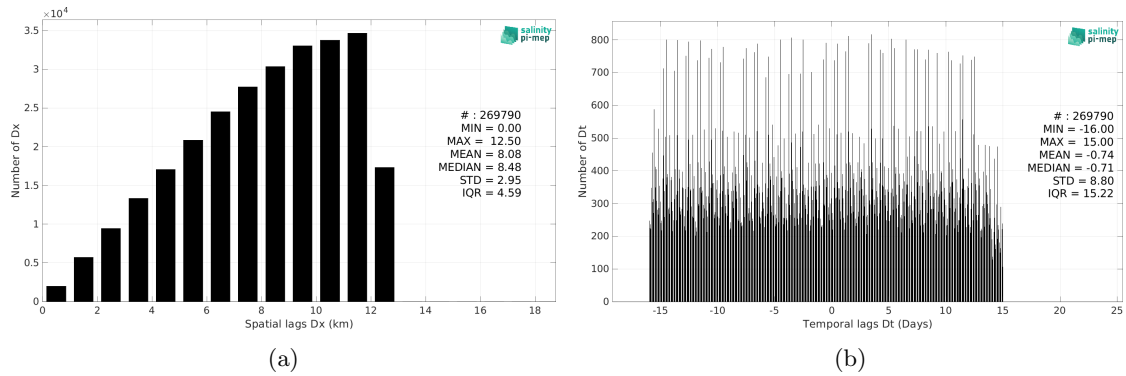 ×10⁴
3.5
3
2.5
2
1.5
1
0.5
0
Number of Dx
salinity
pi-mep
# : 269790
MIN = 0.00
MAX = 12.50
MEAN = 8.08
MEDIAN = 8.48
STD = 2.95
IQR = 4.59
0 2 4 6 8 10 12 14 16 18
Spatial lags Dx (km)
(a)
800
700
600
500
400
300
200
100
0
Number of Dt
salinity
pi-mep
# : 269790
MIN = -16.00
MAX = 15.00
MEAN = -0.74
MEDIAN = -0.71
STD = 8.80
IQR = 15.22
-15 -10 -5 0 5 10 15 20 25
Temporal lags Dt (Days)
(b)